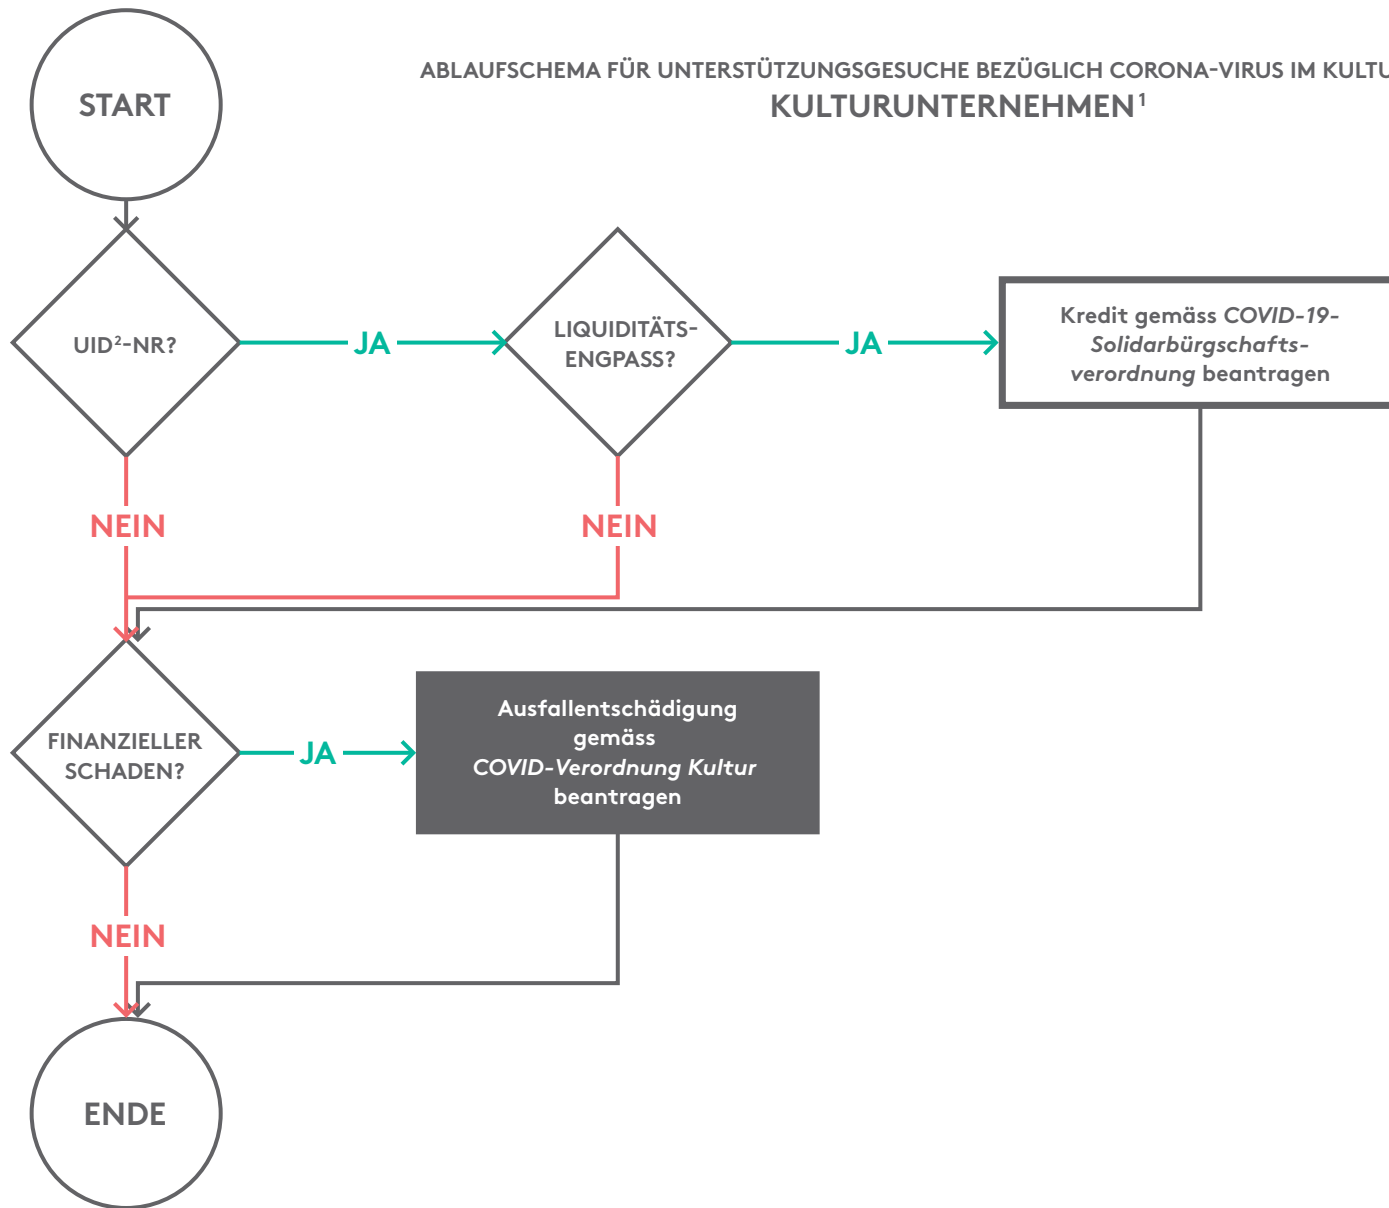 START
ABLAUFSCHEMA FÜR UNTERSTÜTZUNGSGESUCHE BEZÜGLICH CORONA-VIRUS IM KULTU
KULTURUNTERNEHMEN¹
UID²-NR?
JA
LIQUIDITÄTS-
ENGPASS?
JA
Kredit gemäss COVID-19-
Solidarbürgschafts-
verordnung beantragen
NEIN
NEIN
FINANZIELLER
SCHADEN?
JA
Ausfallentschädigung
gemäss
COVID-Verordnung Kultur
beantragen
NEIN
ENDE